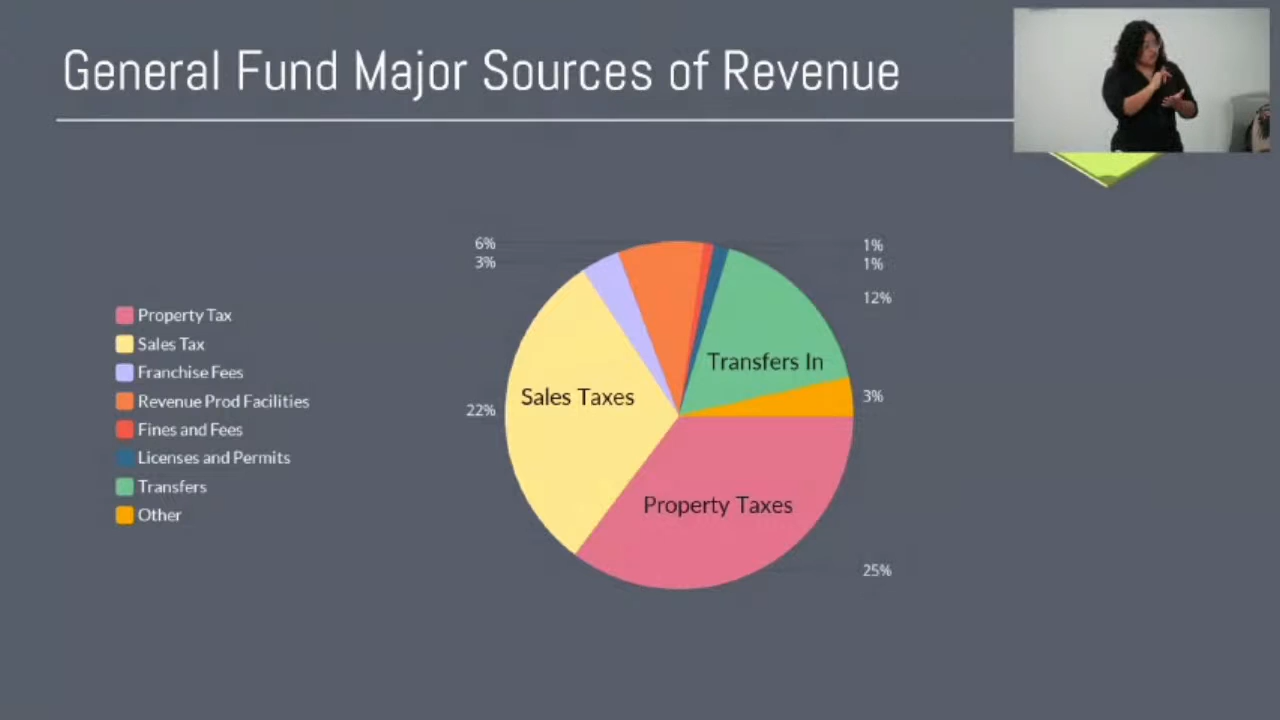 General Fund Major Sources of Revenue
6%
3%
1%
1%
12%
Property Tax
Sales Tax
Franchise Fees
Revenue Prod Facilities
Fines and Fees
Licenses and Permits
Transfers
Other
Transfers In
Sales Taxes
22%
3%
Property Taxes
25%